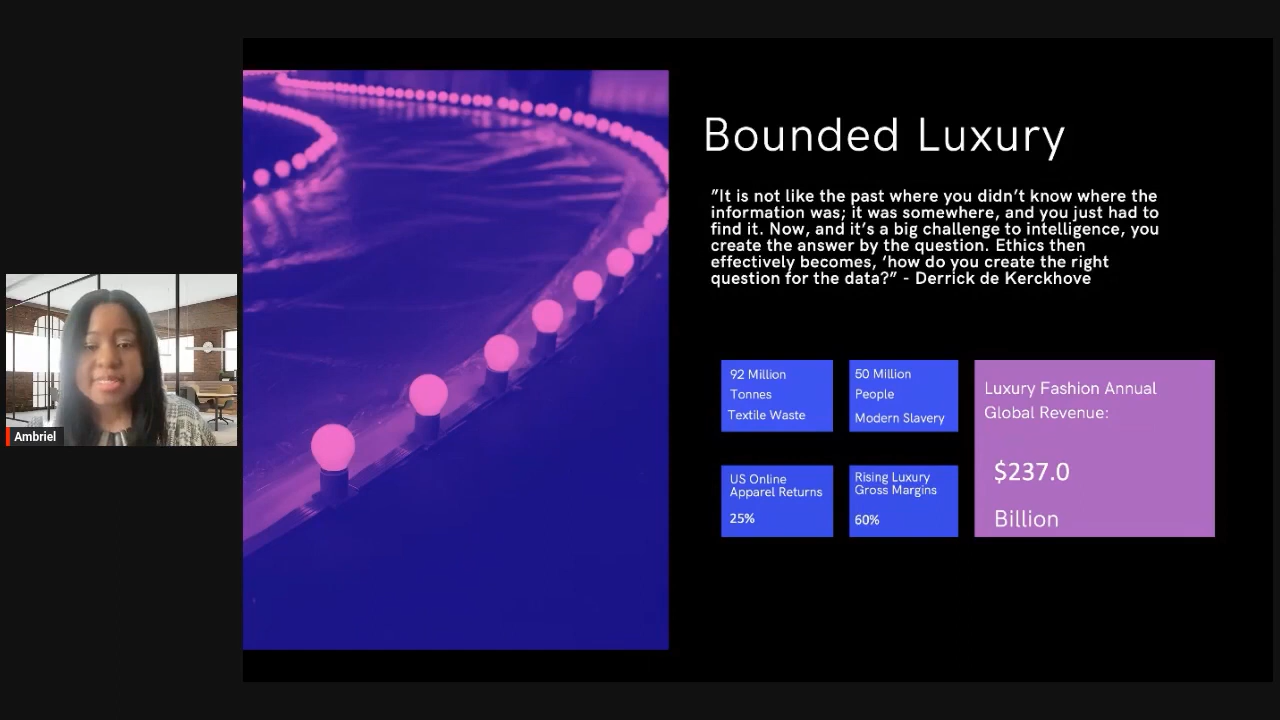 Bounded Luxury
”It is not like the past where you didn’t know where the
information was; it was somewhere, and you just had to
find it. Now, and it’s a big challenge to intelligence, you
create the answer by the question. Ethics then
effectively becomes, ‘how do you create the right
question for the data?” - Derrick de Kerckhove
92 Million
Tonnes
Textile Waste
50 Million
People
Modern Slavery
Luxury Fashion Annual
Global Revenue:
$237.0
Billion
US Online
Apparel Returns
25%
Rising Luxury
Gross Margins
60%
Ambriel